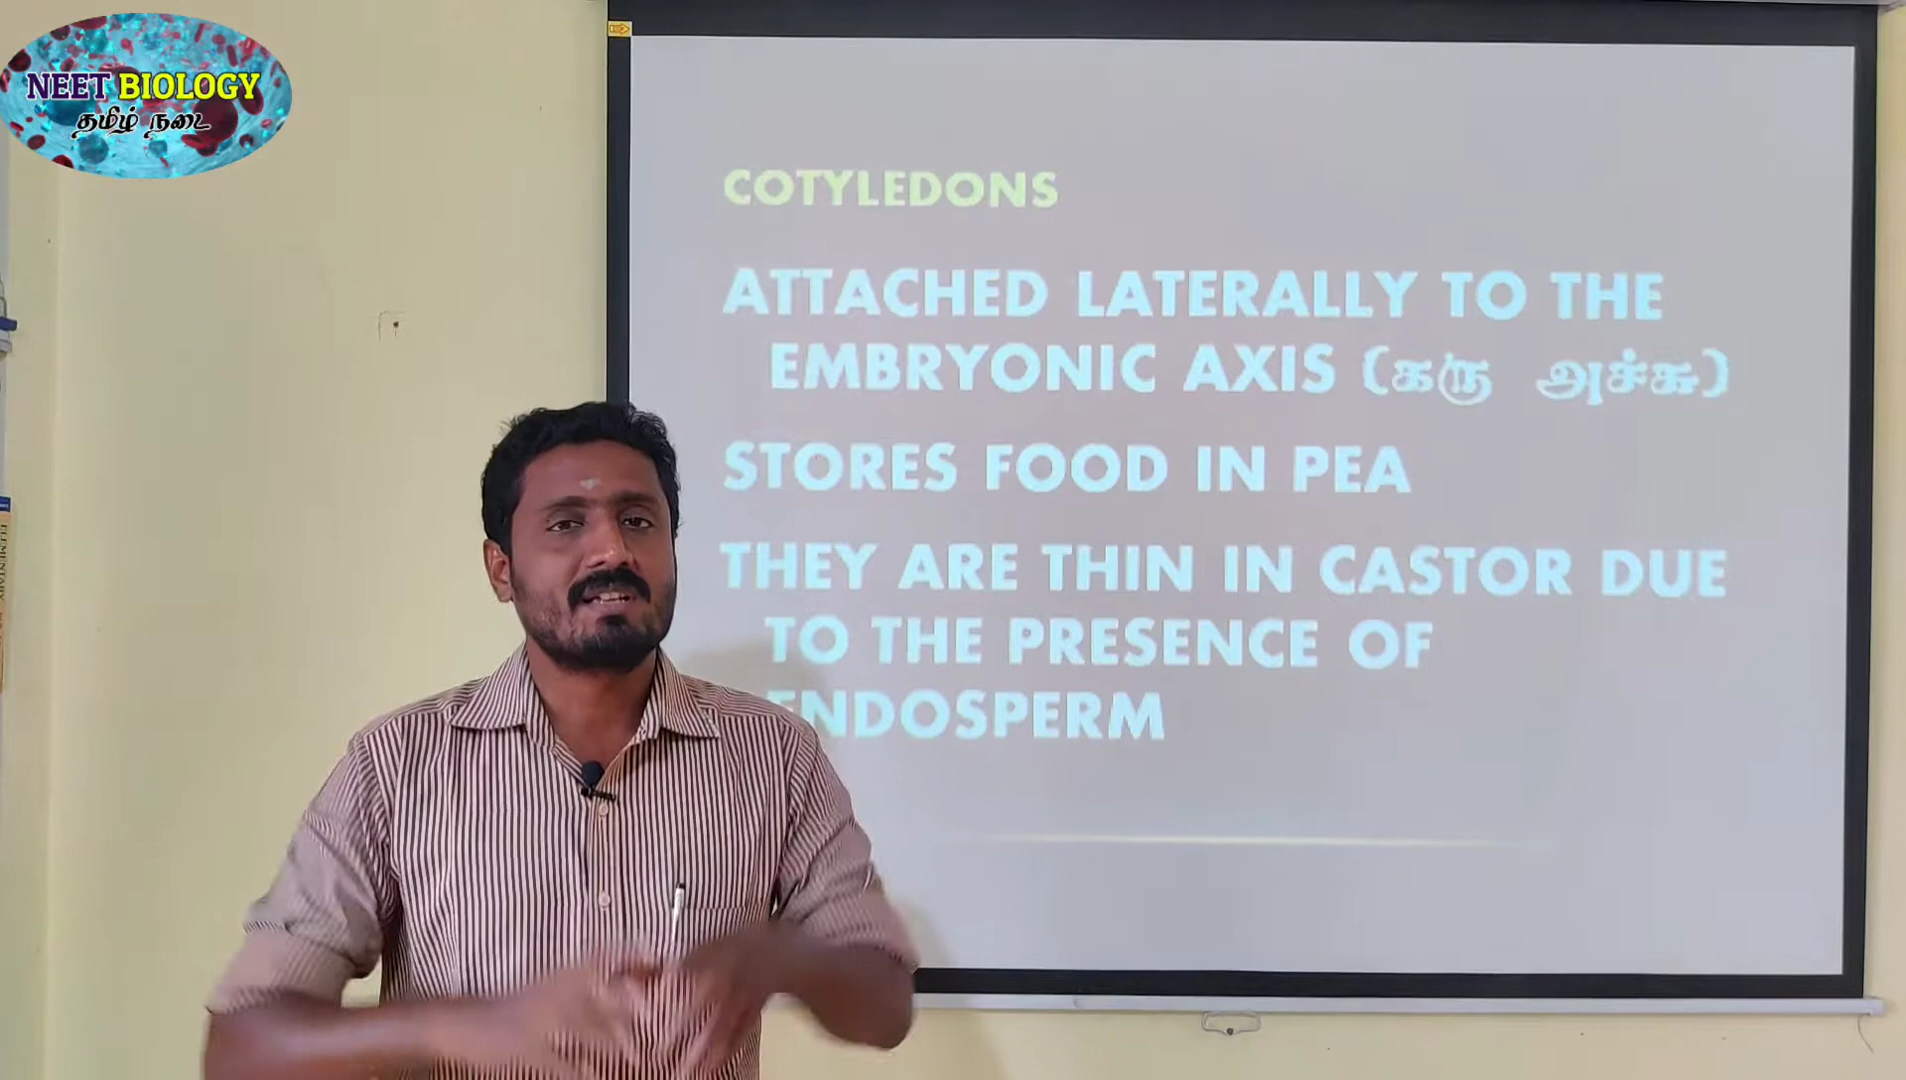 NEET BIOLOGY
தமிழ் நடை
COTYLEDONS
ATTACHED LATERALLY TO THE
EMBRYONIC AXIS (கரு அச்சு)
STORES FOOD IN PEA
THEY ARE THIN IN CASTOR DUE
TO THE PRESENCE OF
ENDOSPERM